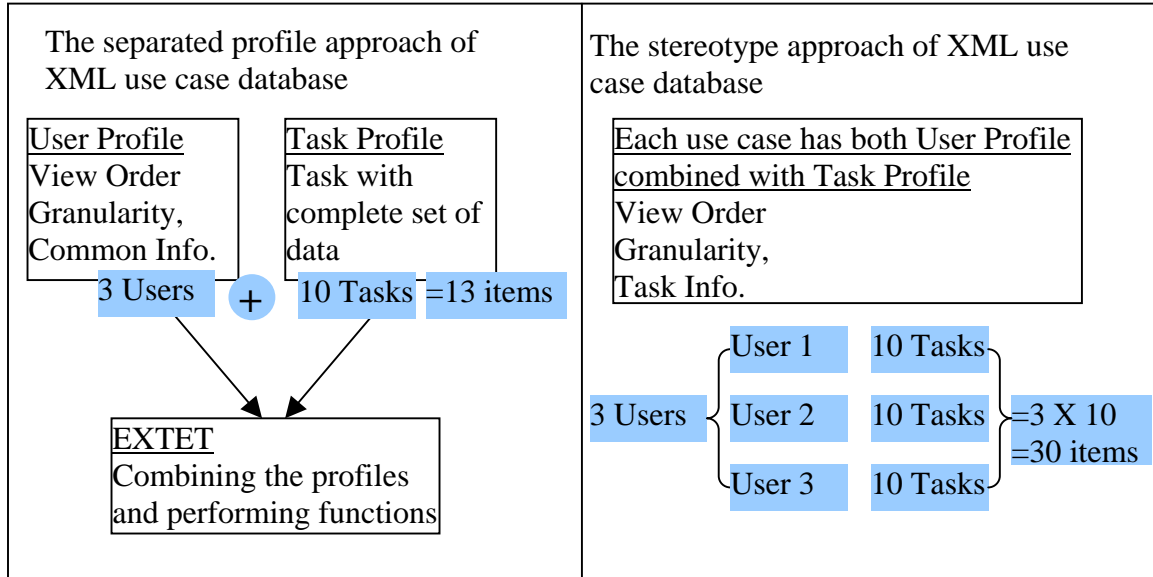 The separated profile approach of
XML use case database
User Profile
View Order
Granularity,
Common Info.
Task Profile
Task with
complete set of
data
3 Users
+
10 Tasks =13 items
EXTET
Combining the profiles
and performing functions
The stereotype approach of XML use
case database
Each use case has both User Profile
combined with Task Profile
View Order
Granularity,
Task Info.
3 Users
User 1 10 Tasks
User 2 10 Tasks
User 3 10 Tasks
=3 X 10
=30 items